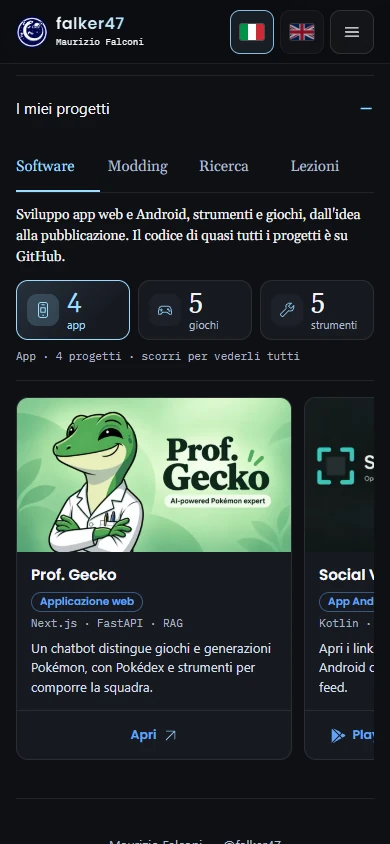 falker47
Maurizio Falconi
I miei progetti
Software Modding Ricerca Lezioni
Sviluppo app web e Android, strumenti e giochi, dall'idea
alla pubblicazione. Il codice di quasi tutti i progetti è su
GitHub.
4
app
5
giochi
5
strumenti
App · 4 progetti · scorri per vederli tutti
Prof.
Gecko
AI-powered Pokémon expert
Prof. Gecko
Applicazione web
Next.js · FastAPI · RAG
Un chatbot distingue giochi e generazioni
Pokémon, con Pokédex e strumenti per
comporre la squadra.
Apri
S
Social V
App And
Kotlin ·
Apri i link
Android c
feed.
Play
Maurizio Falconi @falker47